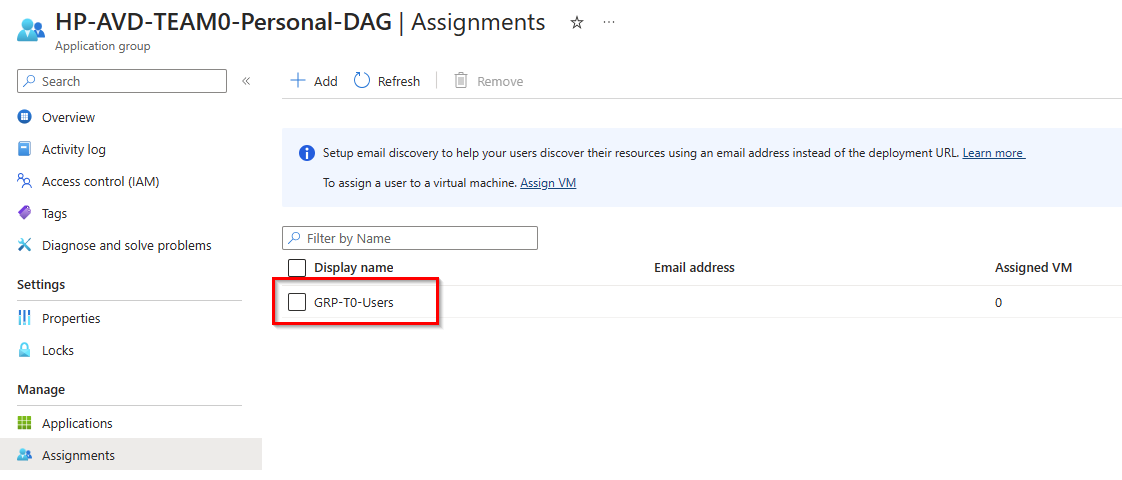 HP-AVD-TEAM0-Personal-DAG | Assignments
Application group
Search
Overview
Activity log
Access control (IAM)
Tags
Diagnose and solve problems
Settings
Properties
Locks
Manage
Applications
Assignments
Add Refresh Remove
Setup email discovery to help your users discover their resources using an email address instead of the deployment URL. Learn more
To assign a user to a virtual machine. Assign VM
Filter by Name
Display name Email address Assigned VM
GRP-T0-Users 0